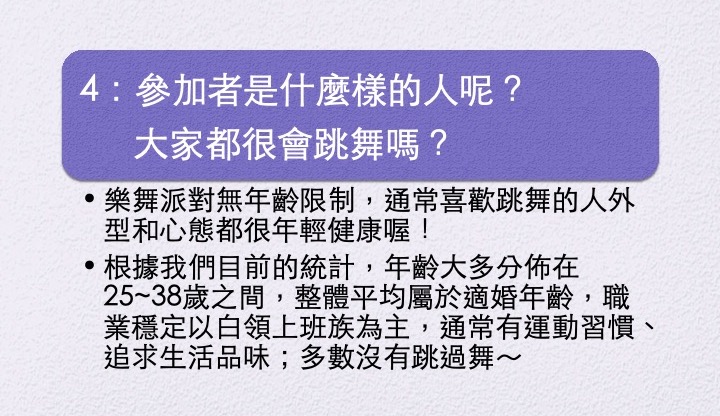 4：參加者是什麼樣的人呢？
大家都很會跳舞嗎？
• 樂舞派對無年齡限制，通常喜歡跳舞的人外
型和心態都很年輕健康喔！
• 根據我們目前的統計，年齡大多分佈在
25~38歲之間，整體平均屬於適婚年齡，職
業穩定以白領上班族為主，通常有運動習慣、
追求生活品味；多數沒有跳過舞～